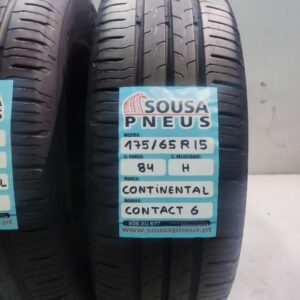 SOUSA
PNEUS
MEDIDA:
175/65 R 15
I. CARGA: C. VELOCIDADE:
84 H
MARCA:
CONTINENTAL
MODELO:
CONTACT 6
www.sousapneus.pt